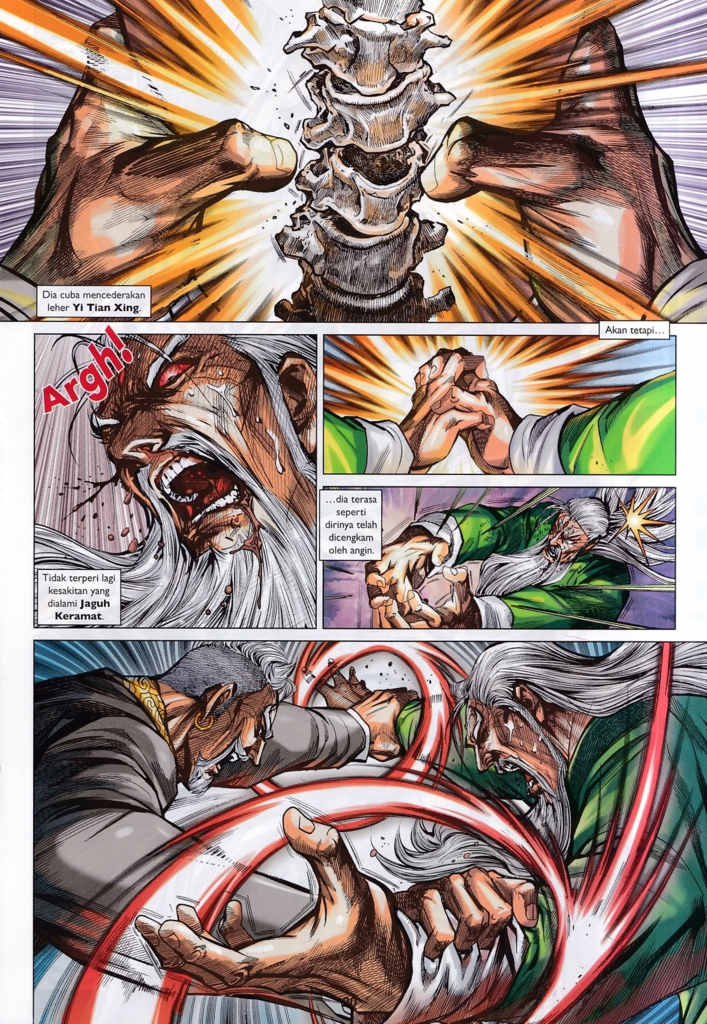 Dia cuba mencederakan
leher Yi Tian Xing.
Akan tetapi...
Argh!
...dia terasa
seperti
dirinya telah
dicengkam
oleh angin.
Tidak terperi lagi
kesakitan yang
dialami Jaguh
Keramat.